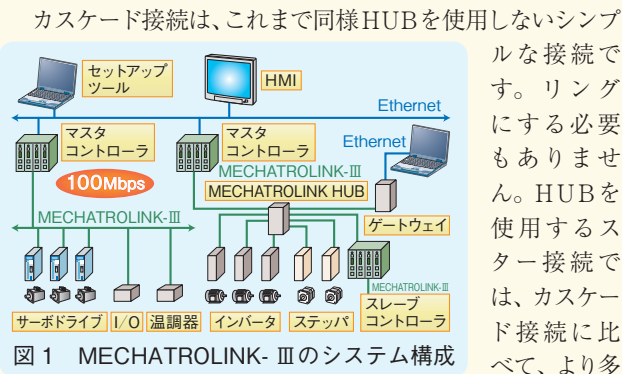 カスケード接続は、これまで同様HUBを使用しないシンプ
ルな接続で
す。リング
にする必要
もありませ
ん。HUBを
使用するス
ター接続で
は、カスケー
ド接続に比
べて、より多
セットアップ
ツール
HMI
Ethernet
マスタ
コントローラ
マスタ
コントローラ
Ethernet
MECHATROLINK-Ⅲ
100Mbps
MECHATROLINK HUB
MECHATROLINK-Ⅲ
ゲートウェイ
MECHATROLINK-Ⅲ
サーボドライブ
I/O
温調器
インバータ
ステッパ
スレーブ
コントローラ
図1 MECHATROLINK-Ⅲのシステム構成